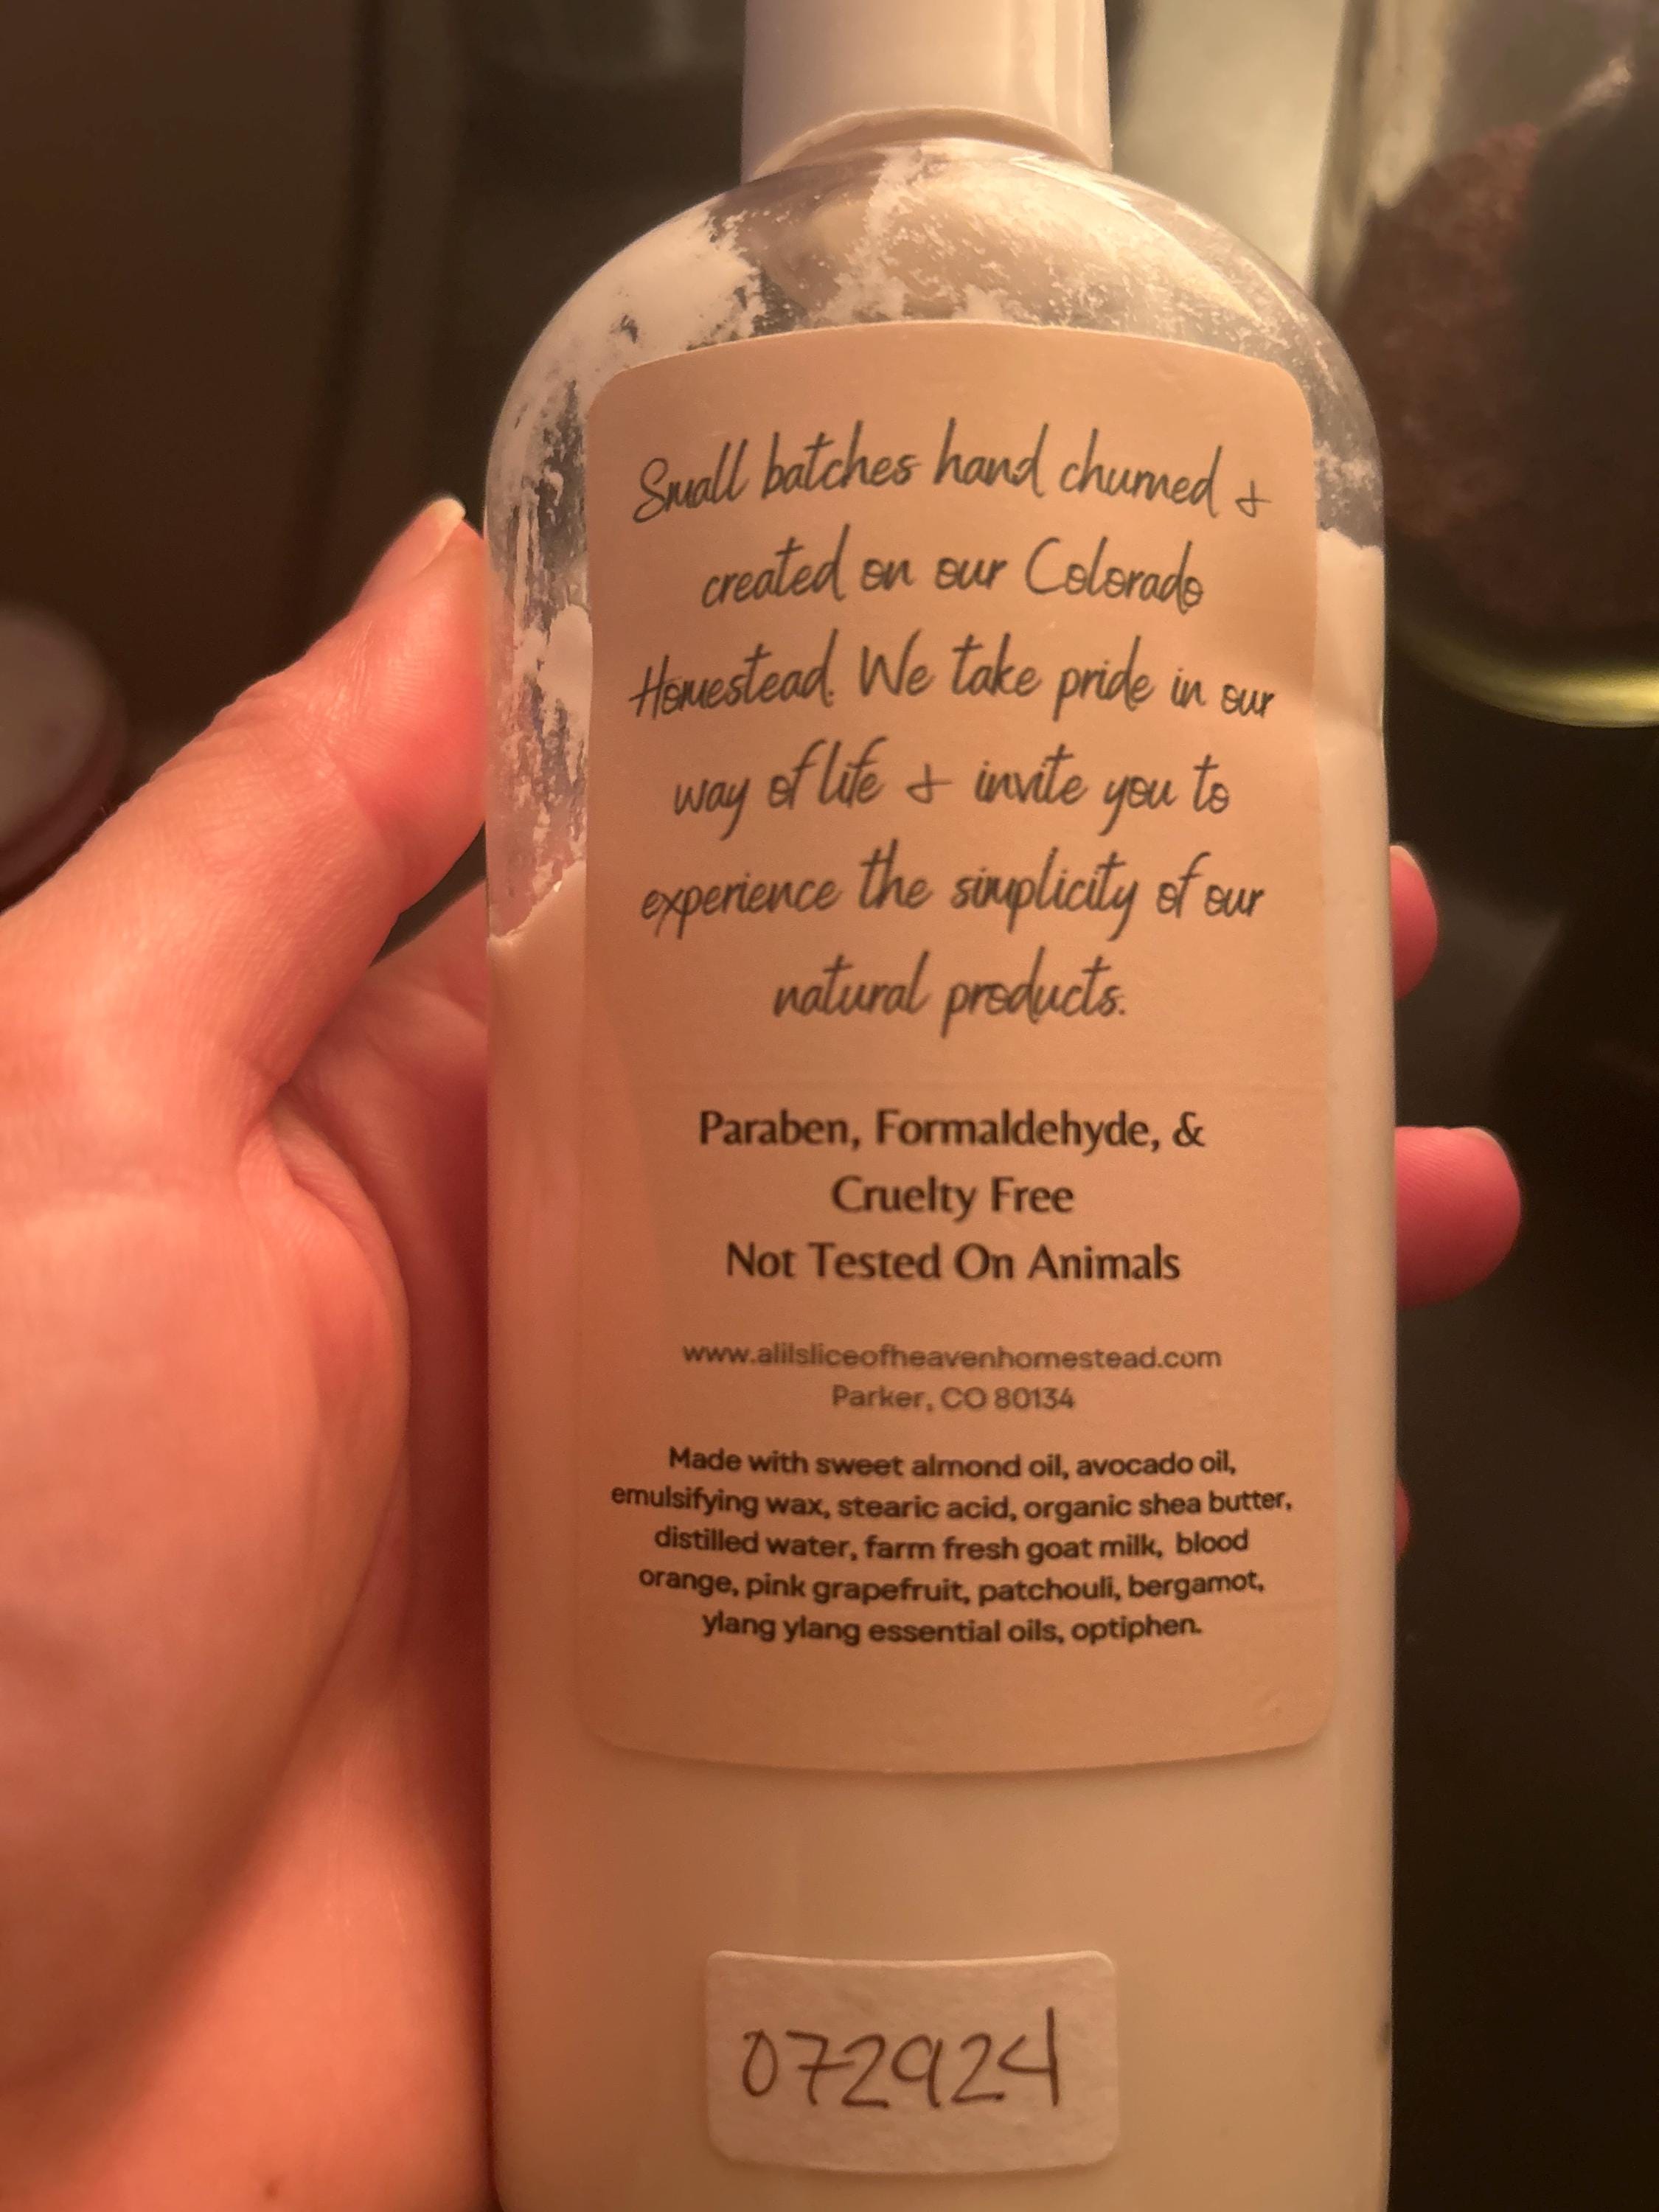 Small batches hand churned &
created on our Colorado
Homestead. We take pride in our
way of life & invite you to
experience the simplicity of our
natural products.
Paraben, Formaldehyde, &
Cruelty Free
Not Tested On Animals
www.alilsliceofheavenhomestead.com
Parker, CO 80134
Made with sweet almond oil, avocado oil,
emulsifying wax, stearic acid, organic shea butter,
distilled water, farm fresh goat milk, blood
orange, pink grapefruit, patchouli, bergamot,
ylang ylang essential oils, optiphen.
072924